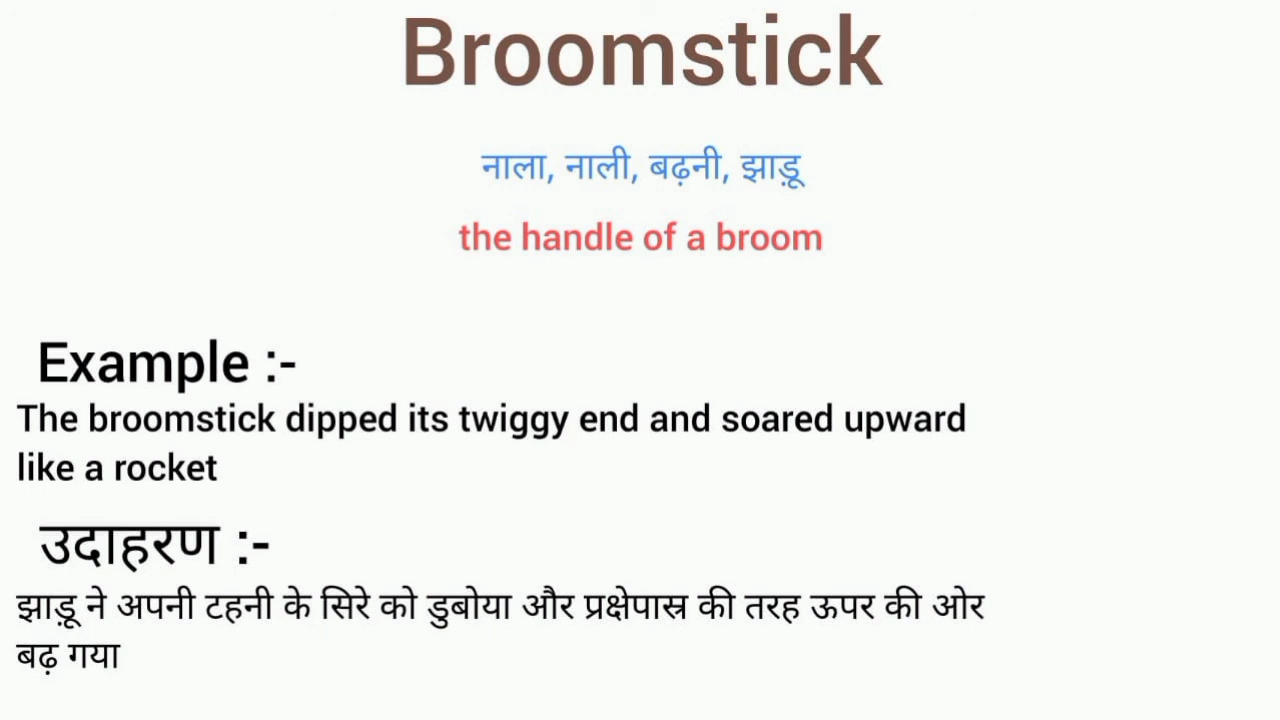 Broomstick
नाला, नाली, बढ़नी, झाड़ू
the handle of a broom
Example :-
The broomstick dipped its twiggy end and soared upward
like a rocket
उदाहरण :-
झाड़ू ने अपनी टहनी के सिरे को डुबोया और प्रक्षेपास्त्र की तरह ऊपर की ओर
बढ़ गया